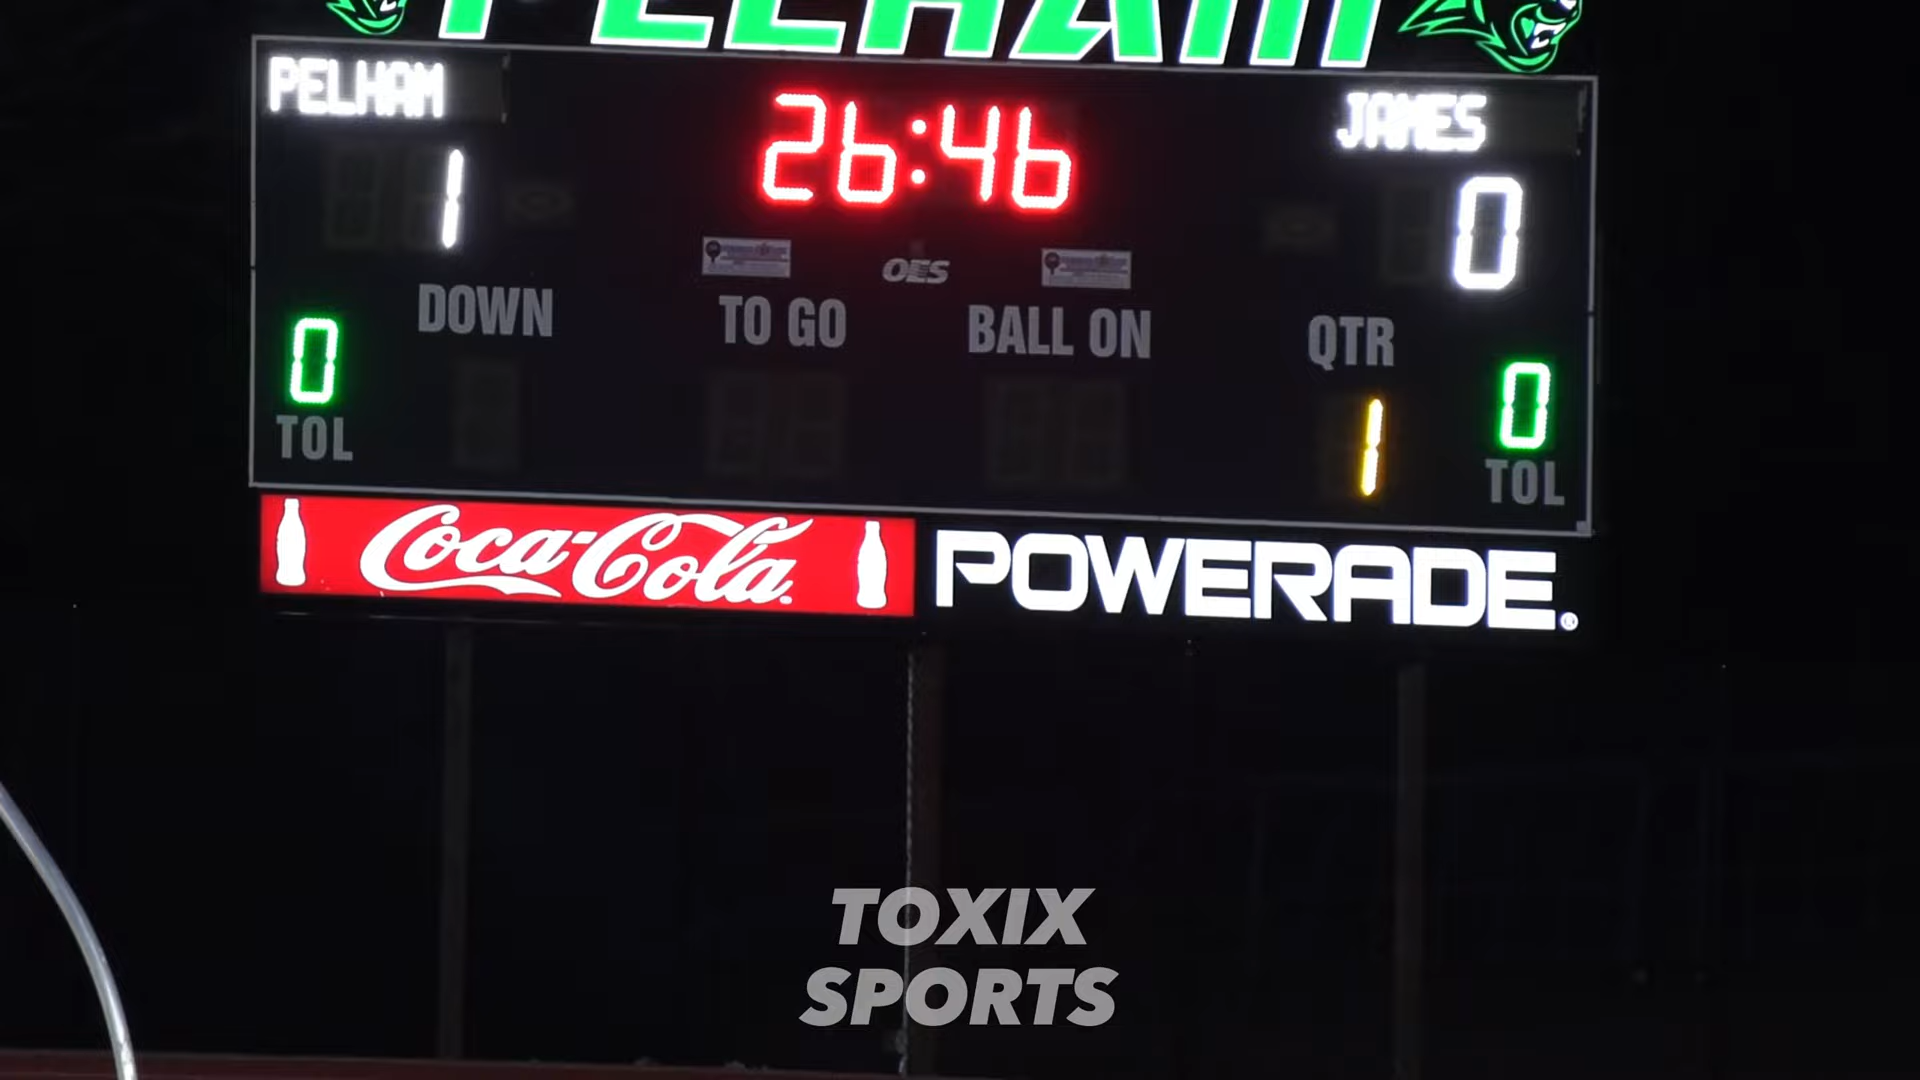 PELHAM
PELHAM
26:46
JAMES
1
0
OES
DOWN
TO GO
BALL ON
QTR
0
1
0
TOL
TOL
Coca-Cola
POWERADE®
TOXIX
SPORTS